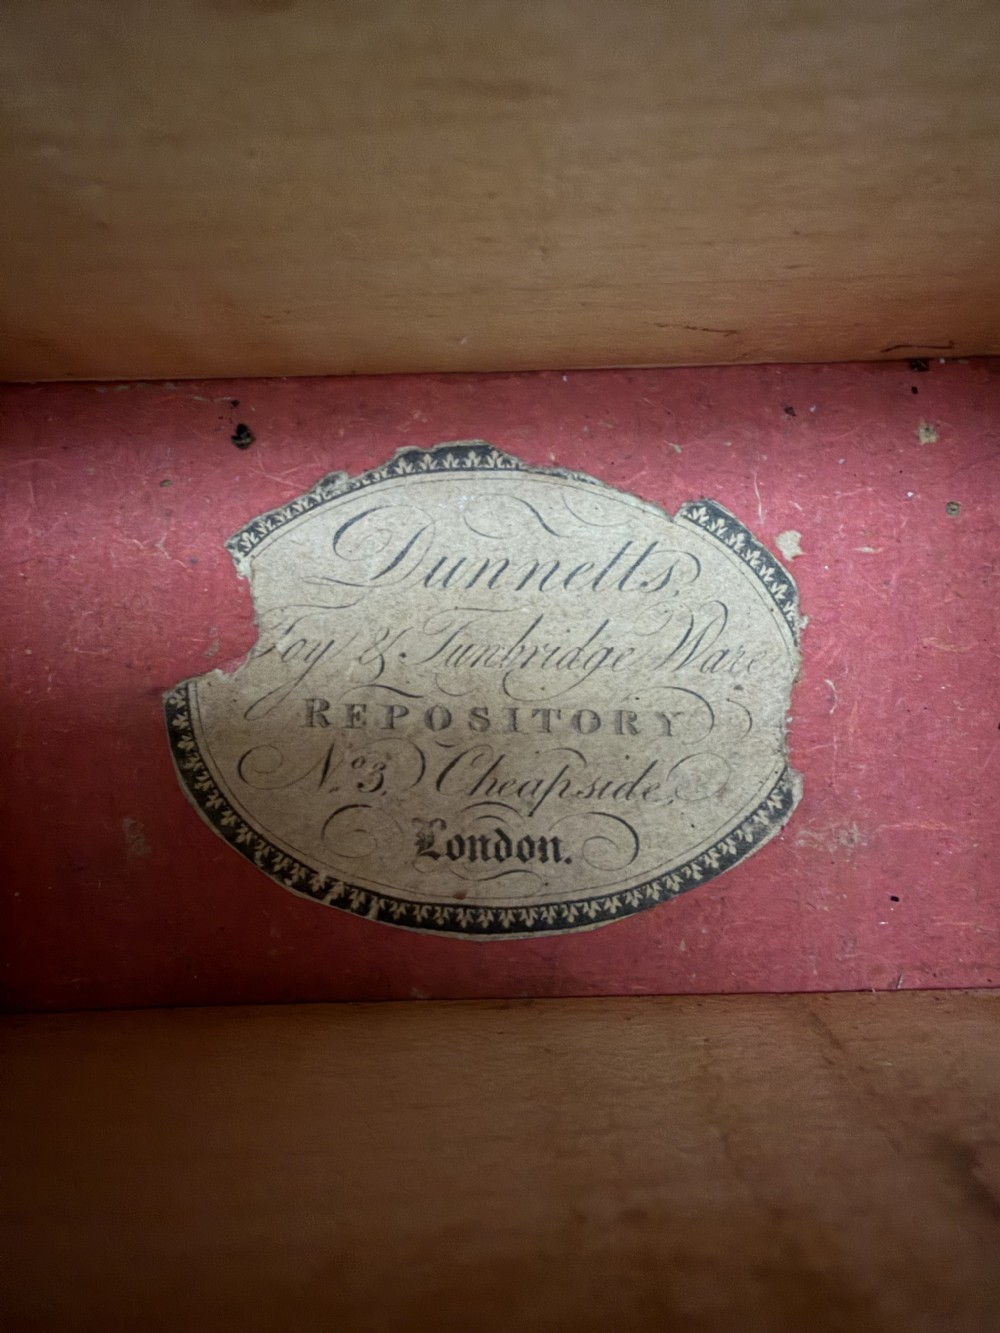 Dunnetts,
Toy & Tunbridge Ware
REPOSITORY
No. 3, Cheapside,
London.